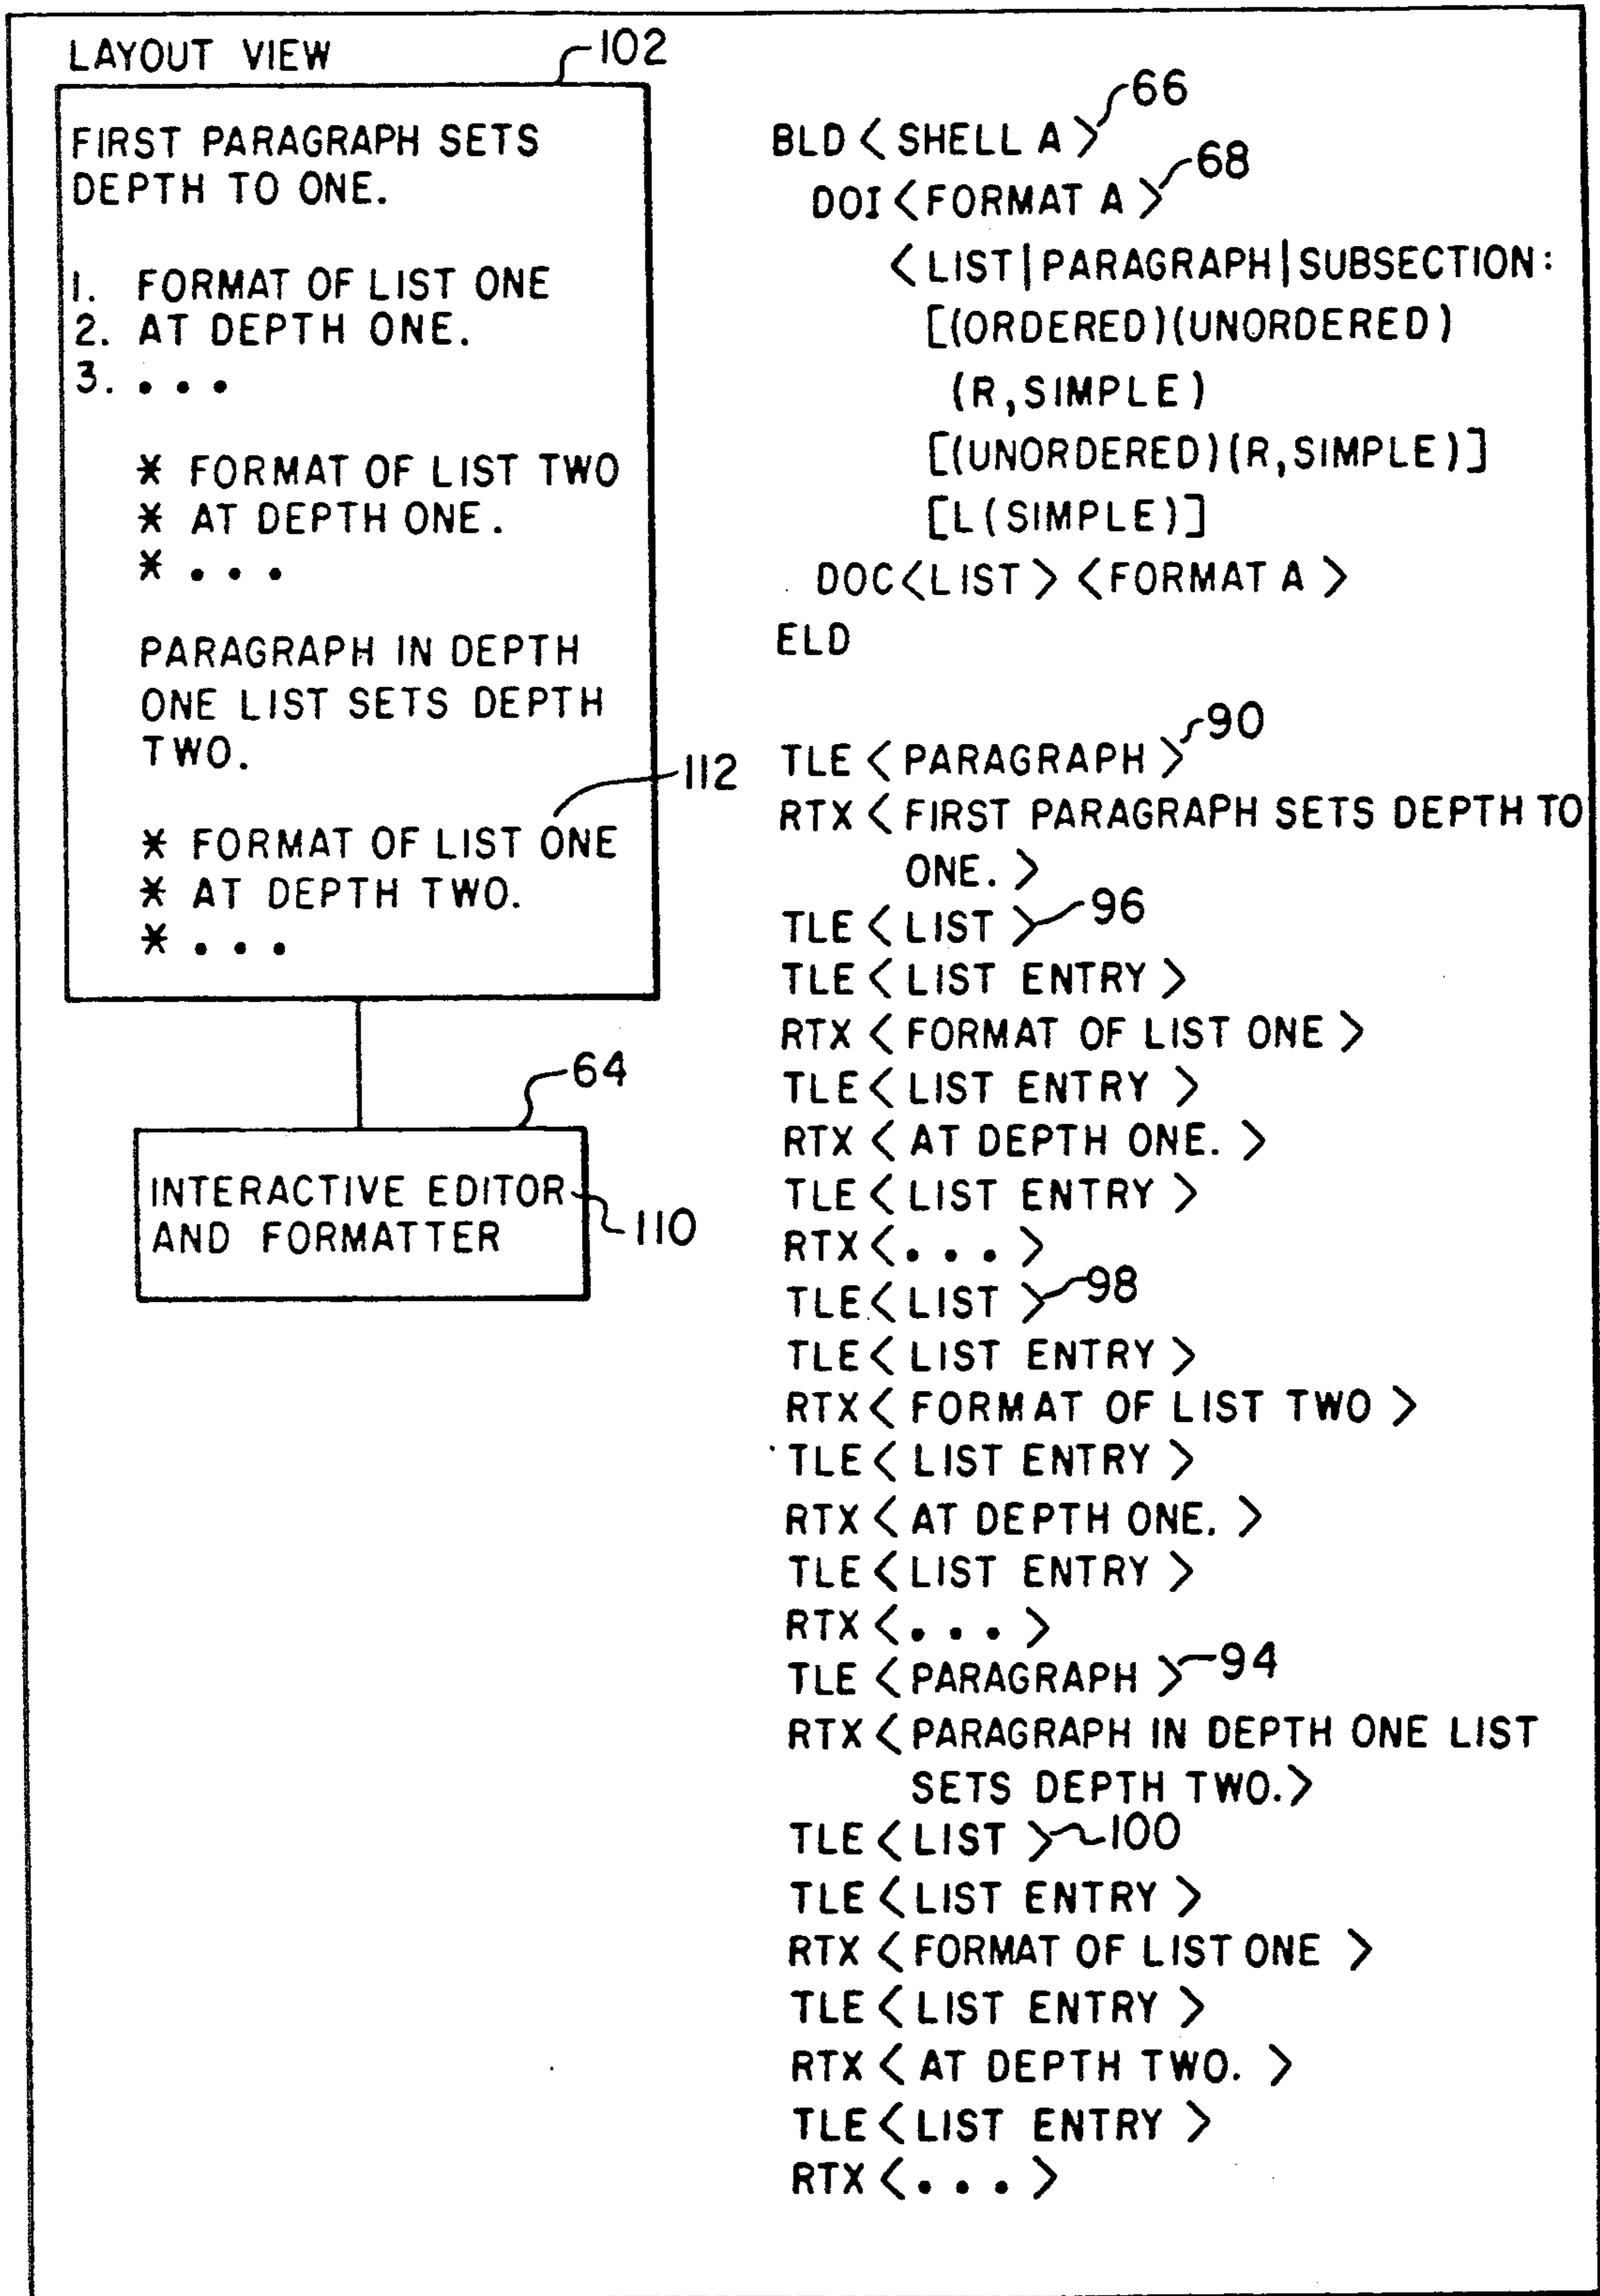 LAYOUT VIEW
102
FIRST PARAGRAPH SETS
DEPTH TO ONE.
1. FORMAT OF LIST ONE
2. AT DEPTH ONE.
3. • • •
* FORMAT OF LIST TWO
* AT DEPTH ONE.
* • • •
PARAGRAPH IN DEPTH
ONE LIST SETS DEPTH
TWO.
112
* FORMAT OF LIST ONE
* AT DEPTH TWO.
* • • •
64
INTERACTIVE EDITOR
AND FORMATTER
110
BLD < SHELL A > 66
DOI < FORMAT A > 68
< LIST | PARAGRAPH | SUBSECTION :
[(ORDERED)(UNORDERED)
(R,SIMPLE)
[(UNORDERED)(R,SIMPLE)]
[L(SIMPLE)]
DOC<LIST> <FORMAT A >
ELD
TLE < PARAGRAPH > 90
RTX < FIRST PARAGRAPH SETS DEPTH TO
ONE. >
TLE < LIST > 96
TLE < LIST ENTRY >
RTX < FORMAT OF LIST ONE >
TLE < LIST ENTRY >
RTX < AT DEPTH ONE. >
TLE < LIST ENTRY >
RTX < • • • >
TLE < LIST > 98
TLE < LIST ENTRY >
RTX < FORMAT OF LIST TWO >
TLE < LIST ENTRY >
RTX < AT DEPTH ONE. >
TLE < LIST ENTRY >
RTX < • • • >
TLE < PARAGRAPH > 94
RTX < PARAGRAPH IN DEPTH ONE LIST
SETS DEPTH TWO.>
TLE < LIST > 100
TLE < LIST ENTRY >
RTX < FORMAT OF LIST ONE >
TLE < LIST ENTRY >
RTX < AT DEPTH TWO. >
TLE < LIST ENTRY >
RTX < • • • >